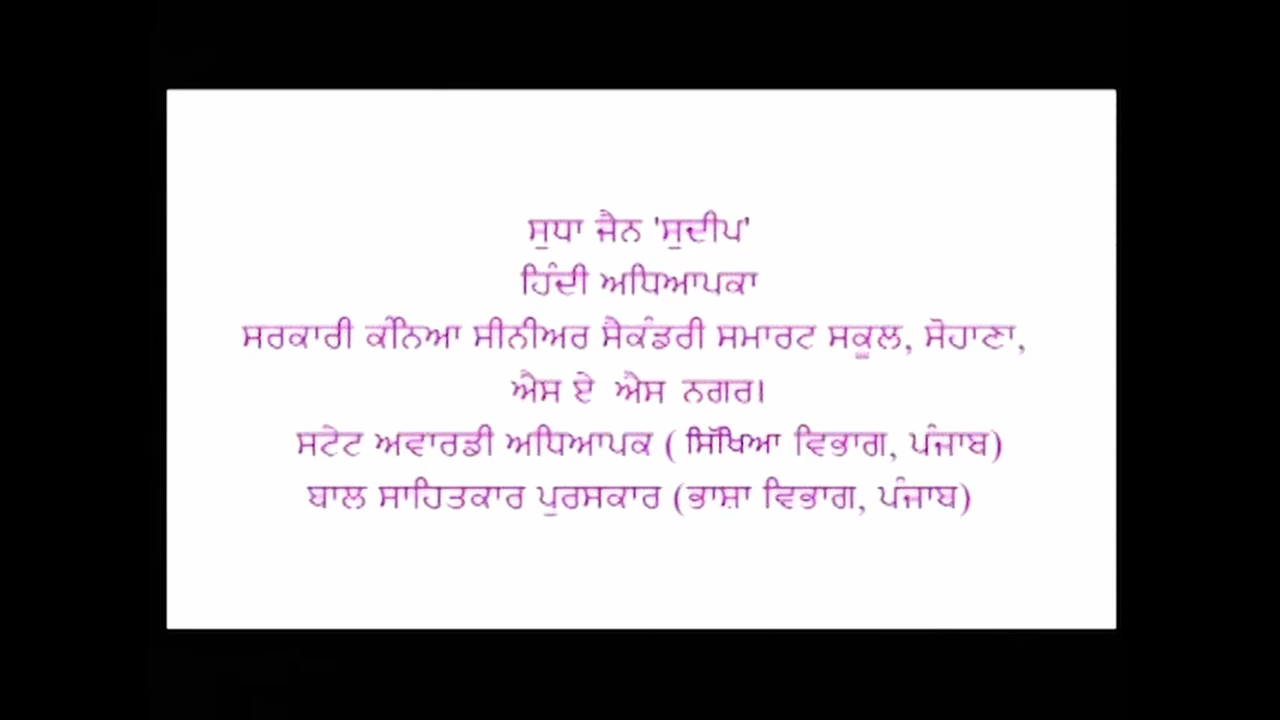 ਸੁਧਾ ਜੈਨ 'ਸੁਦੀਪ'
ਹਿੰਦੀ ਅਧਿਆਪਕਾ
ਸਰਕਾਰੀ ਕੰਨਿਆ ਸੀਨੀਅਰ ਸੈਕੰਡਰੀ ਸਮਾਰਟ ਸਕੂਲ, ਸੋਹਾਣਾ,
ਐਸ ਏ ਐਸ ਨਗਰ।
ਸਟੇਟ ਅਵਾਰਡੀ ਅਧਿਆਪਕ ( ਸਿੱਖਿਆ ਵਿਭਾਗ, ਪੰਜਾਬ)
ਬਾਲ ਸਾਹਿਤਕਾਰ ਪੁਰਸਕਾਰ (ਭਾਸ਼ਾ ਵਿਭਾਗ, ਪੰਜਾਬ)